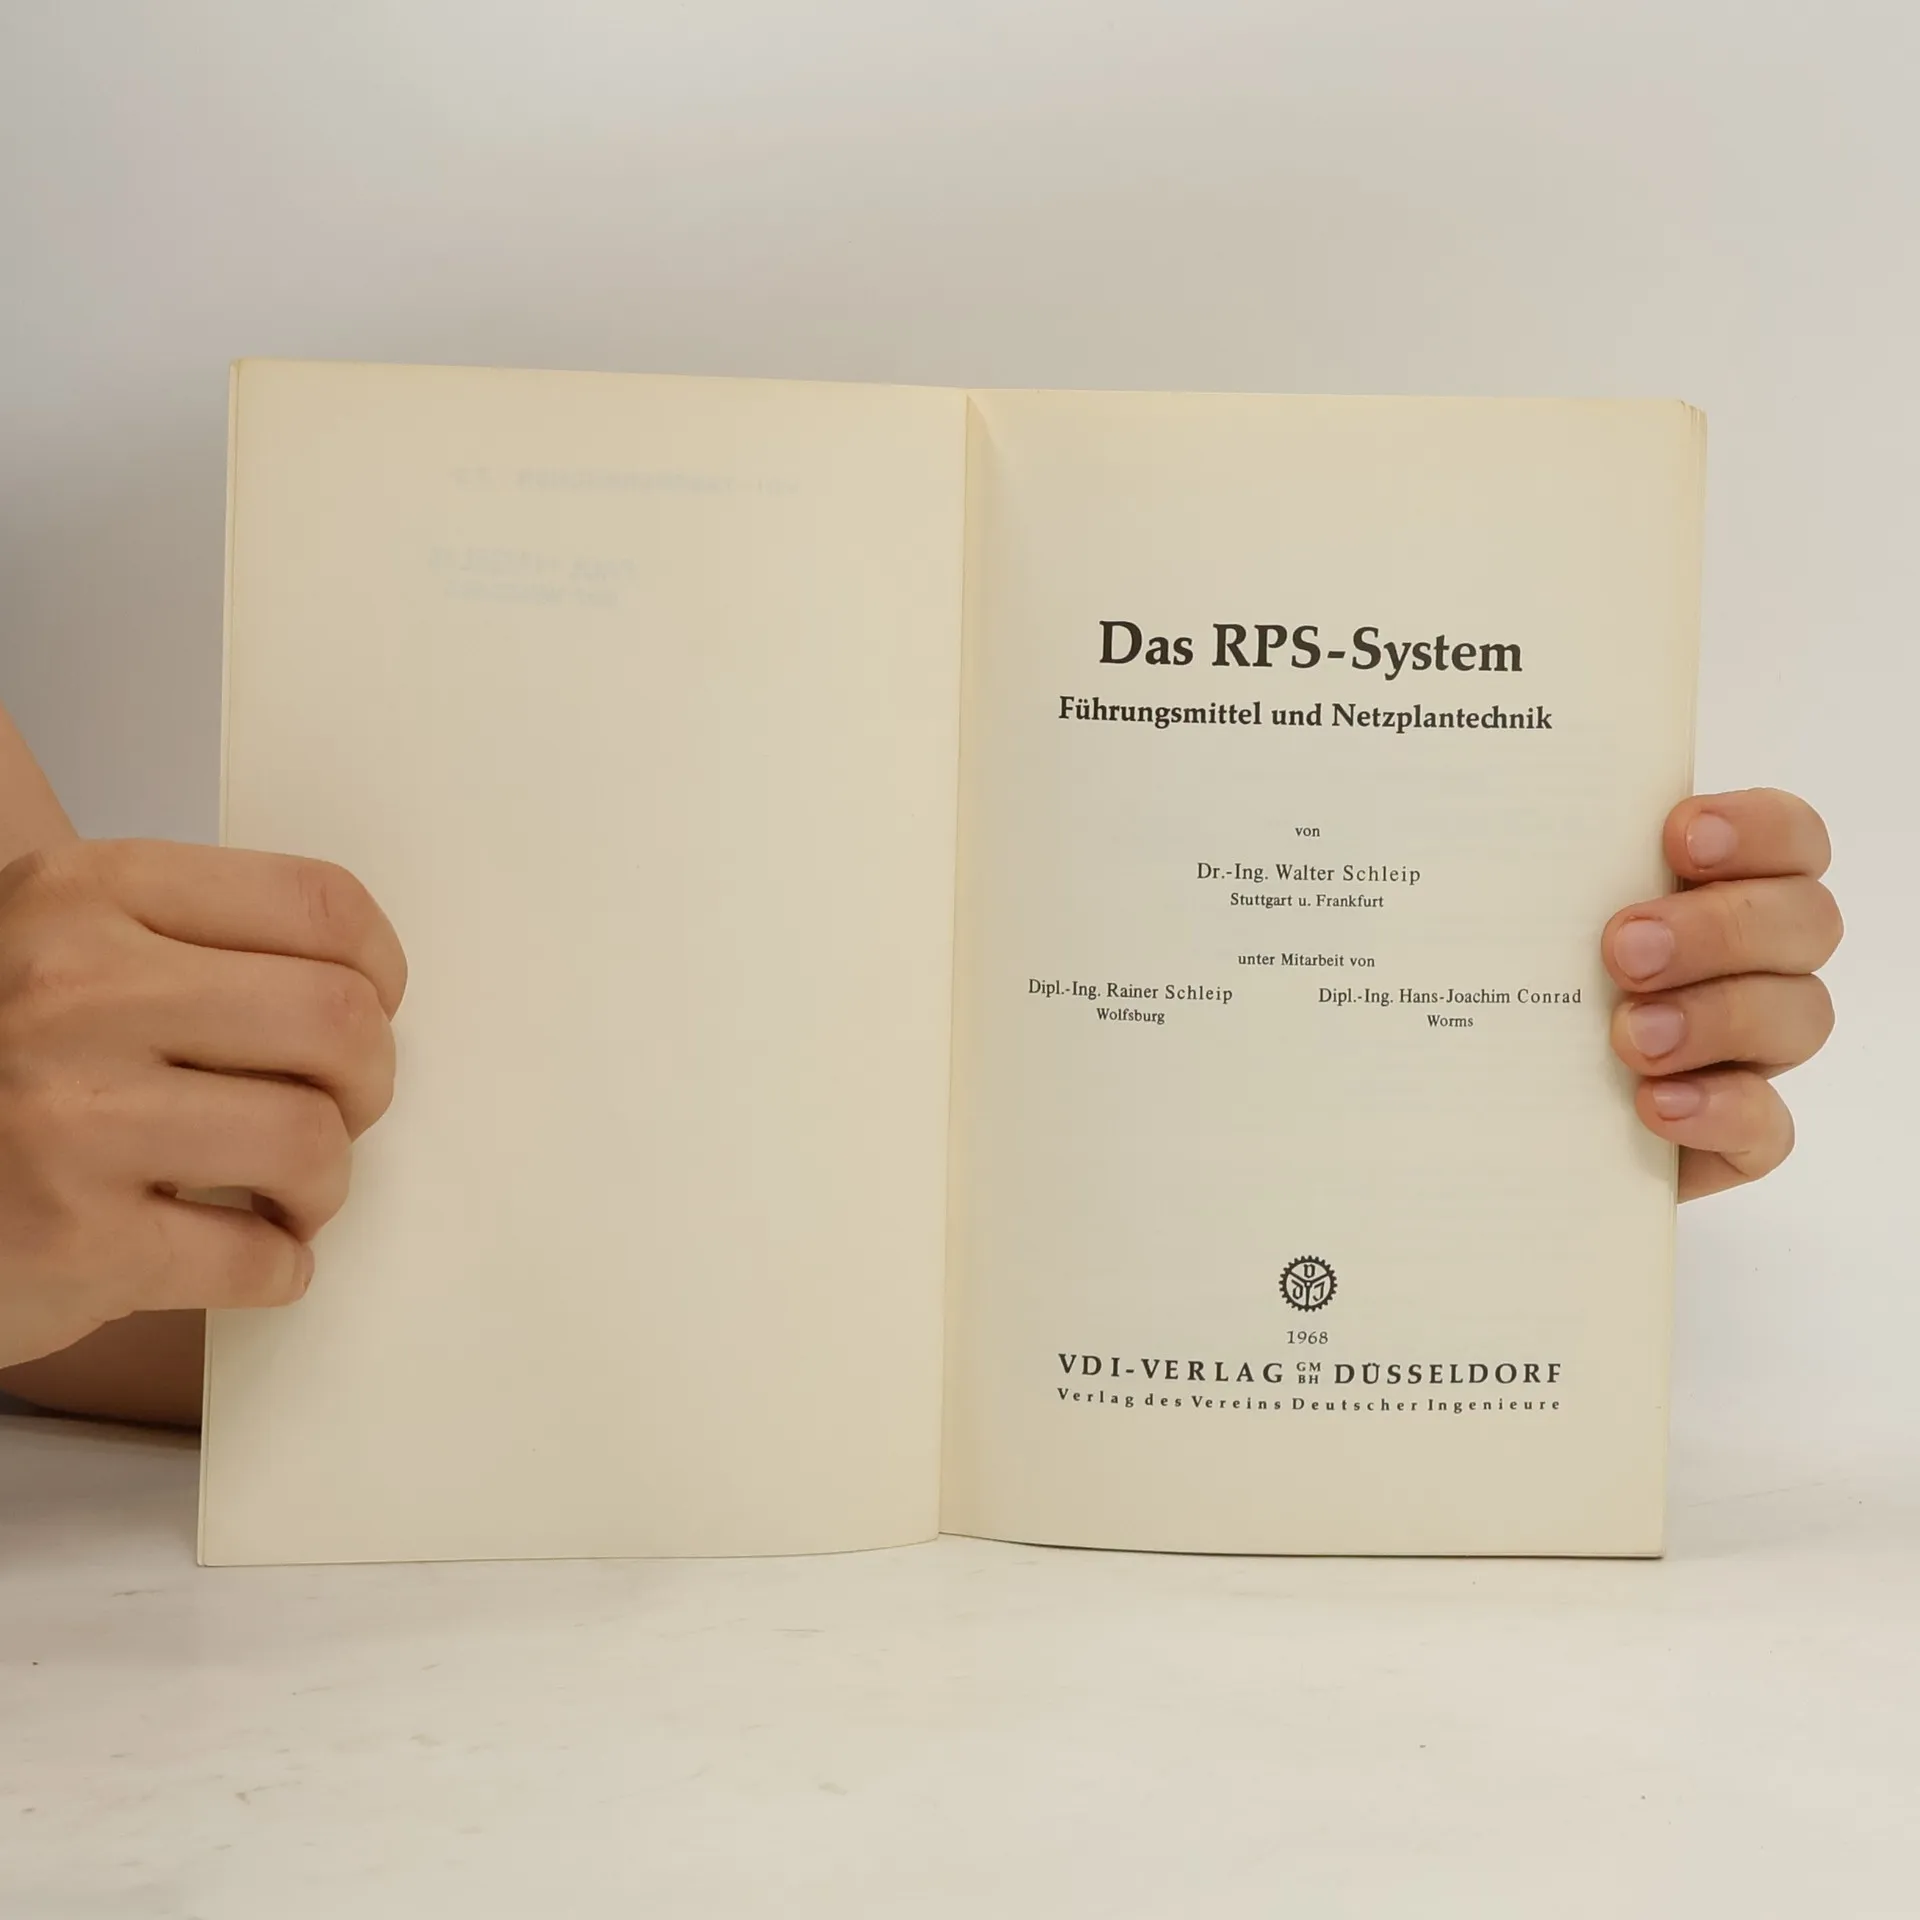 Das RPS-System
Führungsmittel und Netzplantechnik
von
Dr.-Ing. Walter Schleip
Stuttgart u. Frankfurt
unter Mitarbeit von
Dipl.-Ing. Rainer Schleip
Wolfsburg
Dipl.-Ing. Hans-Joachim Conrad
Worms
VDI
1968
VDI-VERLAG GMBH DÜSSELDORF
Verlag des Vereins Deutscher Ingenieure